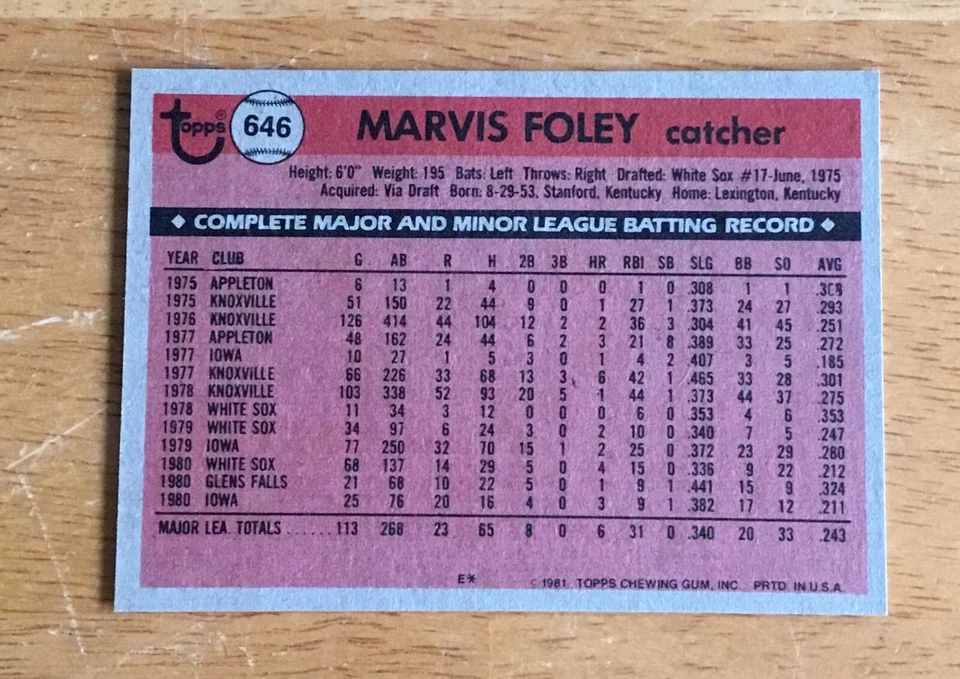 Topps® 646 MARVIS FOLEY catcher
Height: 6'0" Weight: 195 Bats: Left Throws: Right Drafted: White Sox #17-June, 1975
Acquired: Via Draft Born: 8-29-53, Stanford, Kentucky Home: Lexington, Kentucky
◆ COMPLETE MAJOR AND MINOR LEAGUE BATTING RECORD ◆
YEAR CLUB G AB R H 2B 3B HR RBI SB SLG BB SO AVG
1975 APPLETON 6 13 1 4 0 0 0 1 0 .308 1 1 .308
1975 KNOXVILLE 51 150 22 44 9 0 1 27 1 .373 24 27 .293
1976 KNOXVILLE 126 414 44 104 12 2 2 36 3 .304 41 45 .251
1977 APPLETON 48 162 24 44 6 2 3 21 8 .389 33 25 .272
1977 IOWA 10 27 1 5 3 0 1 4 2 .407 3 5 .185
1977 KNOXVILLE 66 226 33 68 13 3 6 42 1 .465 33 28 .301
1978 KNOXVILLE 103 338 52 93 20 5 1 44 1 .373 44 37 .275
1978 WHITE SOX 11 34 3 12 0 0 0 6 0 .353 4 6 .353
1979 WHITE SOX 34 97 6 24 3 0 2 10 0 .340 7 5 .247
1979 IOWA 77 250 32 70 15 1 2 25 0 .372 23 29 .280
1980 WHITE SOX 68 137 14 29 5 0 4 15 0 .336 9 22 .212
1980 GLENS FALLS 21 68 10 22 5 0 1 9 1 .441 15 9 .324
1980 IOWA 25 76 20 16 4 0 3 9 1 .382 17 12 .211
MAJOR LEA. TOTALS ...... 113 268 23 65 8 0 6 31 0 .340 20 33 .243
E* © 1981 TOPPS CHEWING GUM, INC. PRTD. IN U.S.A.